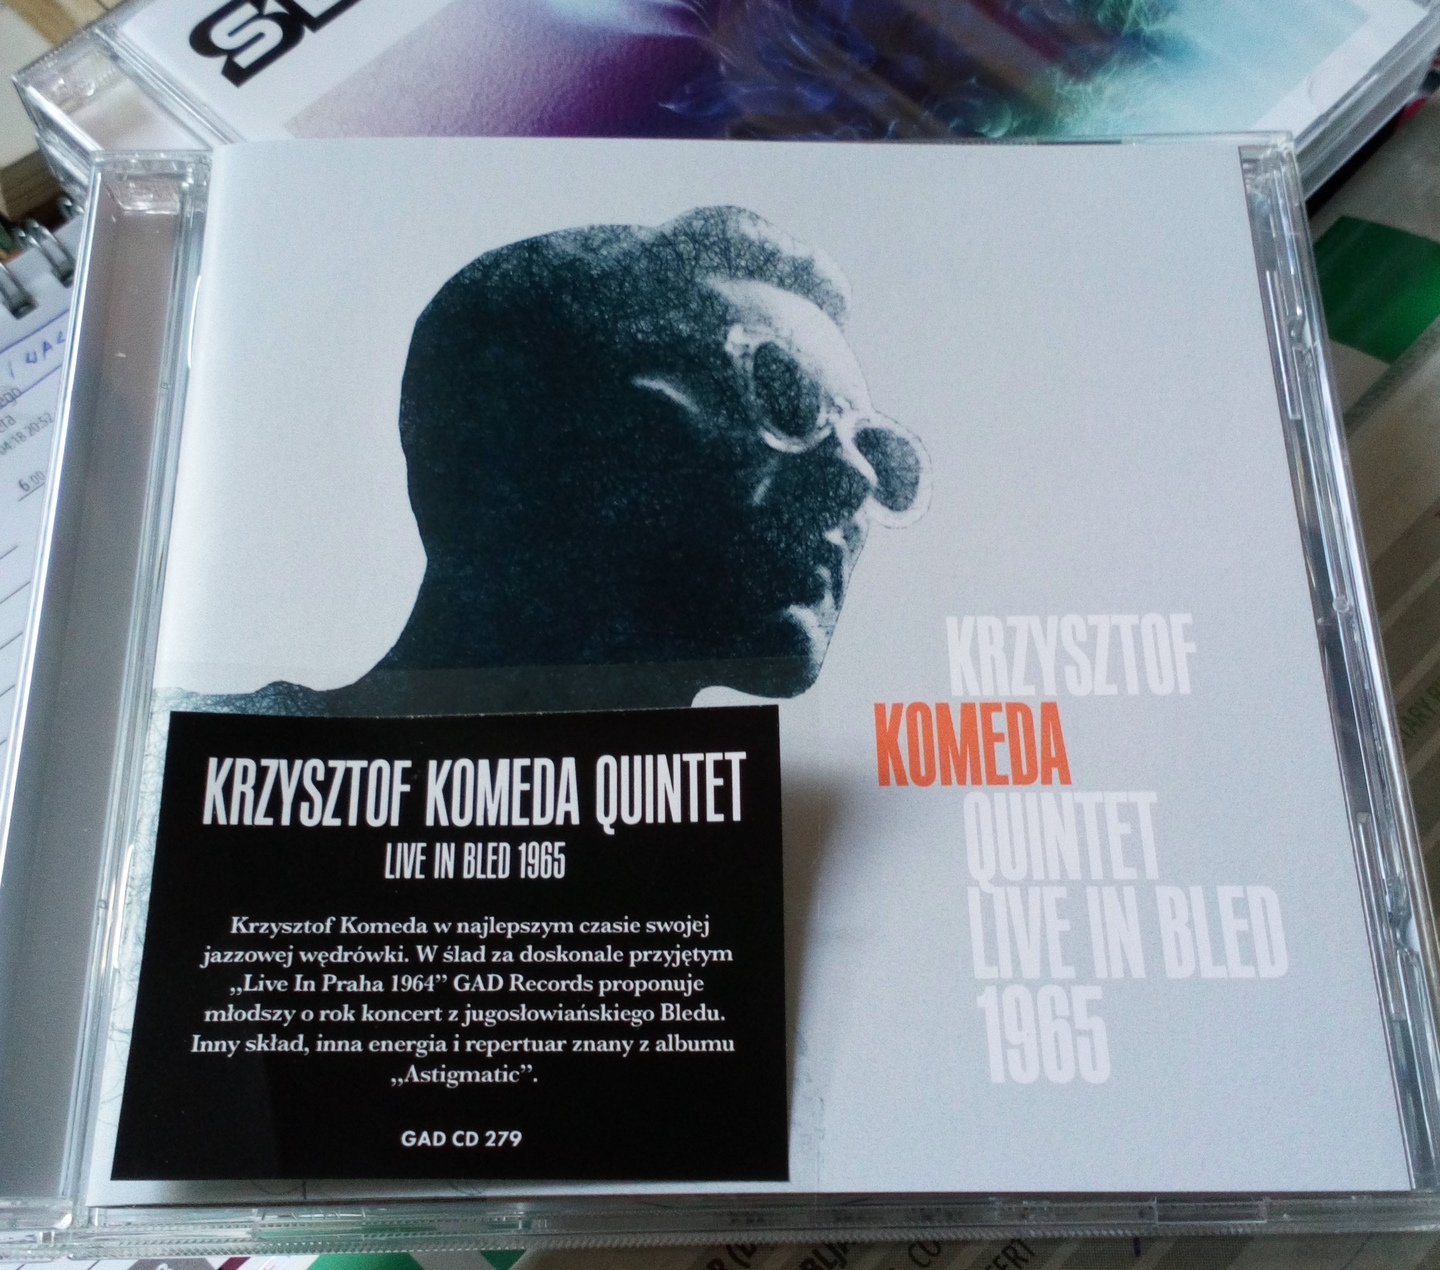 KRZYSZTOF
KOMEDA
QUINTET
LIVE IN BLED
1965
KRZYSZTOF KOMEDA QUINTET
LIVE IN BLED 1965
Krzysztof Komeda w najlepszym czasie swojej
jazzowej wędrówki. W ślad za doskonale przyjętym
„Live In Praha 1964” GAD Records proponuje
młodszy o rok koncert z jugosłowiańskiego Bledu.
Inny skład, inna energia i repertuar znany z albumu
„Astigmatic”.
GAD CD 279